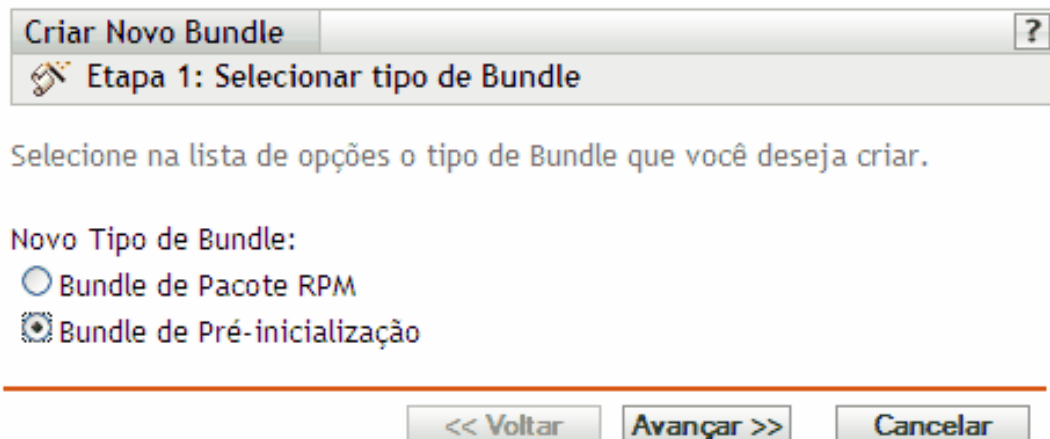 Criar Novo Bundle ?
Etapa 1: Selecionar tipo de Bundle
Selecione na lista de opções o tipo de Bundle que você deseja criar.
Novo Tipo de Bundle:
Bundle de Pacote RPM
Bundle de Pré-inicialização
<< Voltar Avançar >> Cancelar